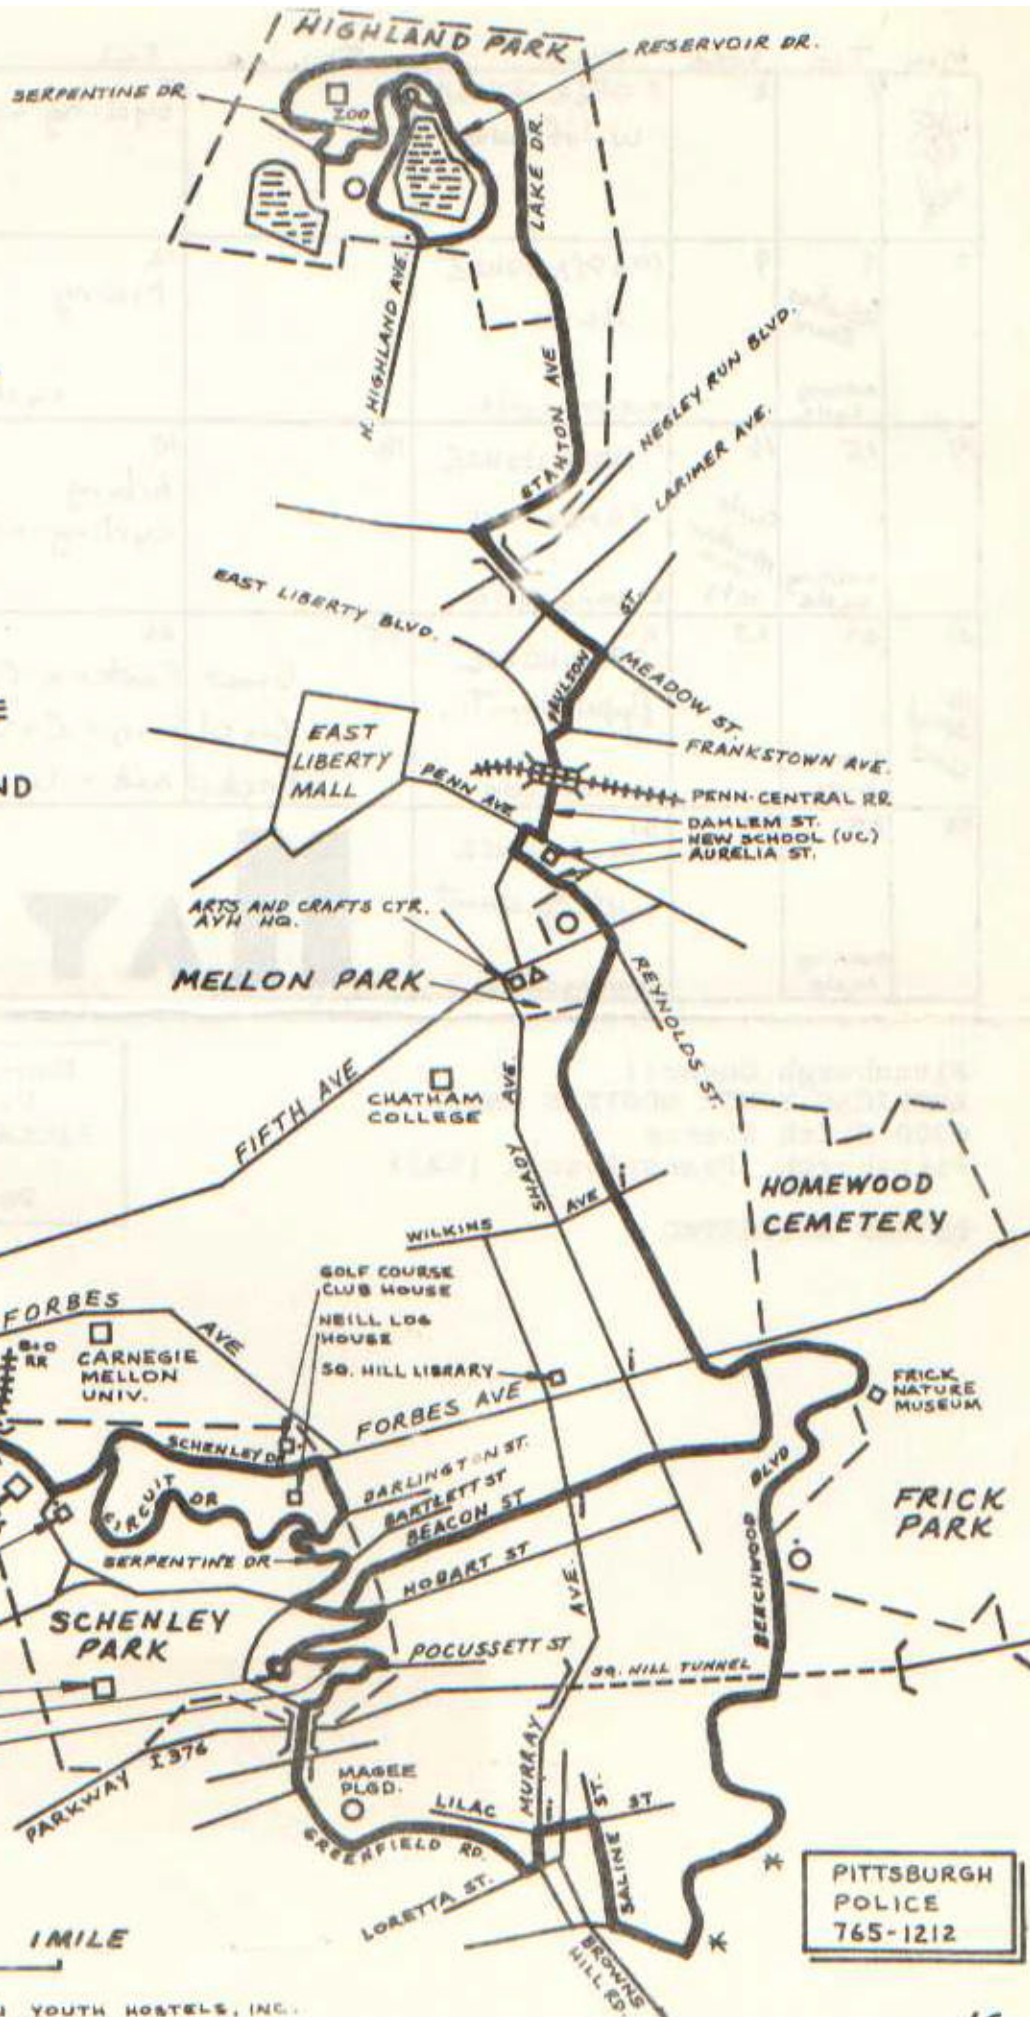 HIGHLAND PARK
RESERVOIR DR.
SERPENTINE DR
ZOO
LAKE DR.
N. HIGHLAND AVE.
STANTON AVE
NEGLEY RUN BLVD.
LARIMER AVE.
EAST LIBERTY BLVD.
PAULSON ST.
MEADOW ST.
FRANKSTOWN AVE.
EAST
LIBERTY
MALL
PENN AVE
PENN-CENTRAL RR
DAHLEM ST.
NEW SCHOOL (UC)
AURELIA ST.
ND
ARTS AND CRAFTS CTR.
AYH HQ.
MELLON PARK
REYNOLDS ST.
FIFTH AVE
CHATHAM
COLLEGE
SHADY AVE.
HOMEWOOD
CEMETERY
WILKINS AVE
GOLF COURSE
CLUB HOUSE
NEILL LOG
HOUSE
SQ. HILL LIBRARY
FORBES AVE
B+O
RR
CARNEGIE
MELLON
UNIV.
FORBES AVE
FRICK
NATURE
MUSEUM
SCHENLEY DR
CIRCUIT DR
DARLINGTON ST.
BARTLETT ST
BEACON ST
SERPENTINE DR
HOBART ST
FRICK
PARK
BEECHWOOD BLVD
SCHENLEY
PARK
POCUSSETT ST
SQ. HILL TUNNEL
MURRAY AVE.
PARKWAY I 376
MAGEE
PLGD.
LILAC ST
GREENFIELD RD.
SALINE ST.
LORETTA ST.
BROWNS
HILL RD.
*
*
PITTSBURGH
POLICE
765-1212
1 MILE
YOUTH HOSTELS, INC.